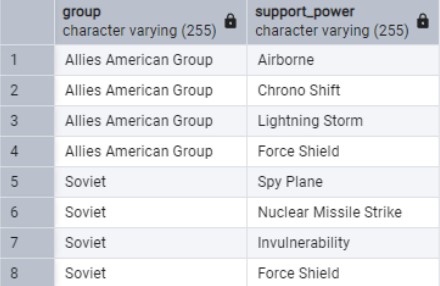 group support_power
character varying (255) character varying (255)
1 Allies American Group Airborne
2 Allies American Group Chrono Shift
3 Allies American Group Lightning Storm
4 Allies American Group Force Shield
5 Soviet Spy Plane
6 Soviet Nuclear Missile Strike
7 Soviet Invulnerability
8 Soviet Force Shield